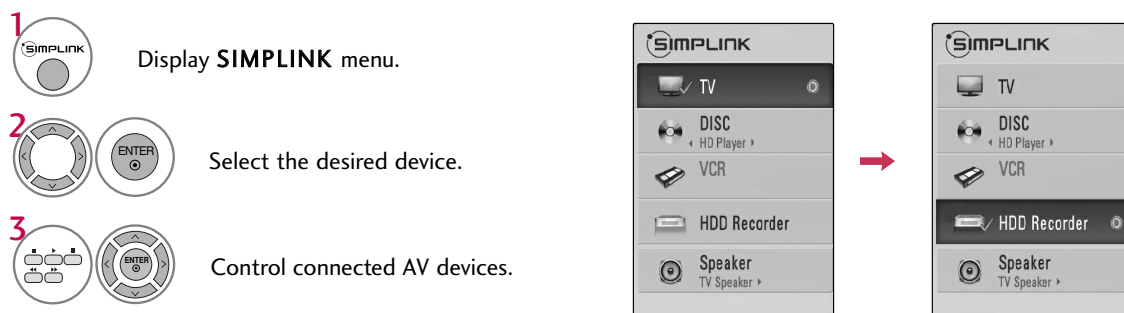 1
SIMPLINK
Display SIMPLINK menu.
2
ENTER
Select the desired device.
3
ENTER
Control connected AV devices.
SIMPLINK
TV
DISC
HD Player
VCR
HDD Recorder
Speaker
TV Speaker
SIMPLINK
TV
DISC
HD Player
VCR
HDD Recorder
Speaker
TV Speaker